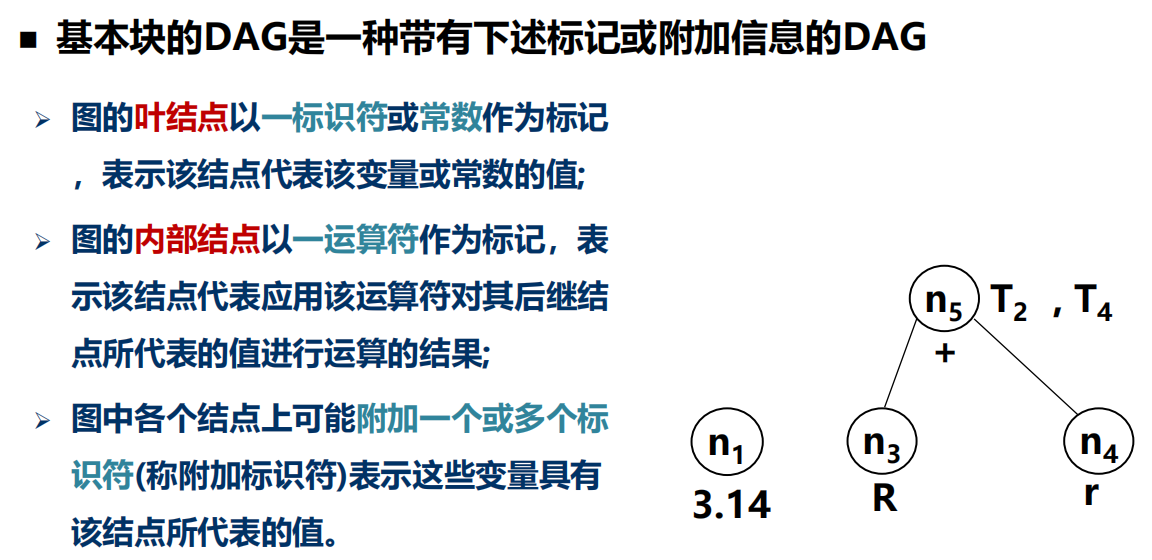 ■ 基本块的DAG是一种带有下述标记或附加信息的DAG
➢ 图的叶结点以一标识符或常数作为标记
，表示该结点代表该变量或常数的值;
➢ 图的内部结点以一运算符作为标记，表
示该结点代表应用该运算符对其后继结
点所代表的值进行运算的结果;
➢ 图中各个结点上可能附加一个或多个标
识符(称附加标识符)表示这些变量具有
该结点所代表的值。
n₅ T₂ , T₄
+
n₁ n₃ n₄
3.14 R r